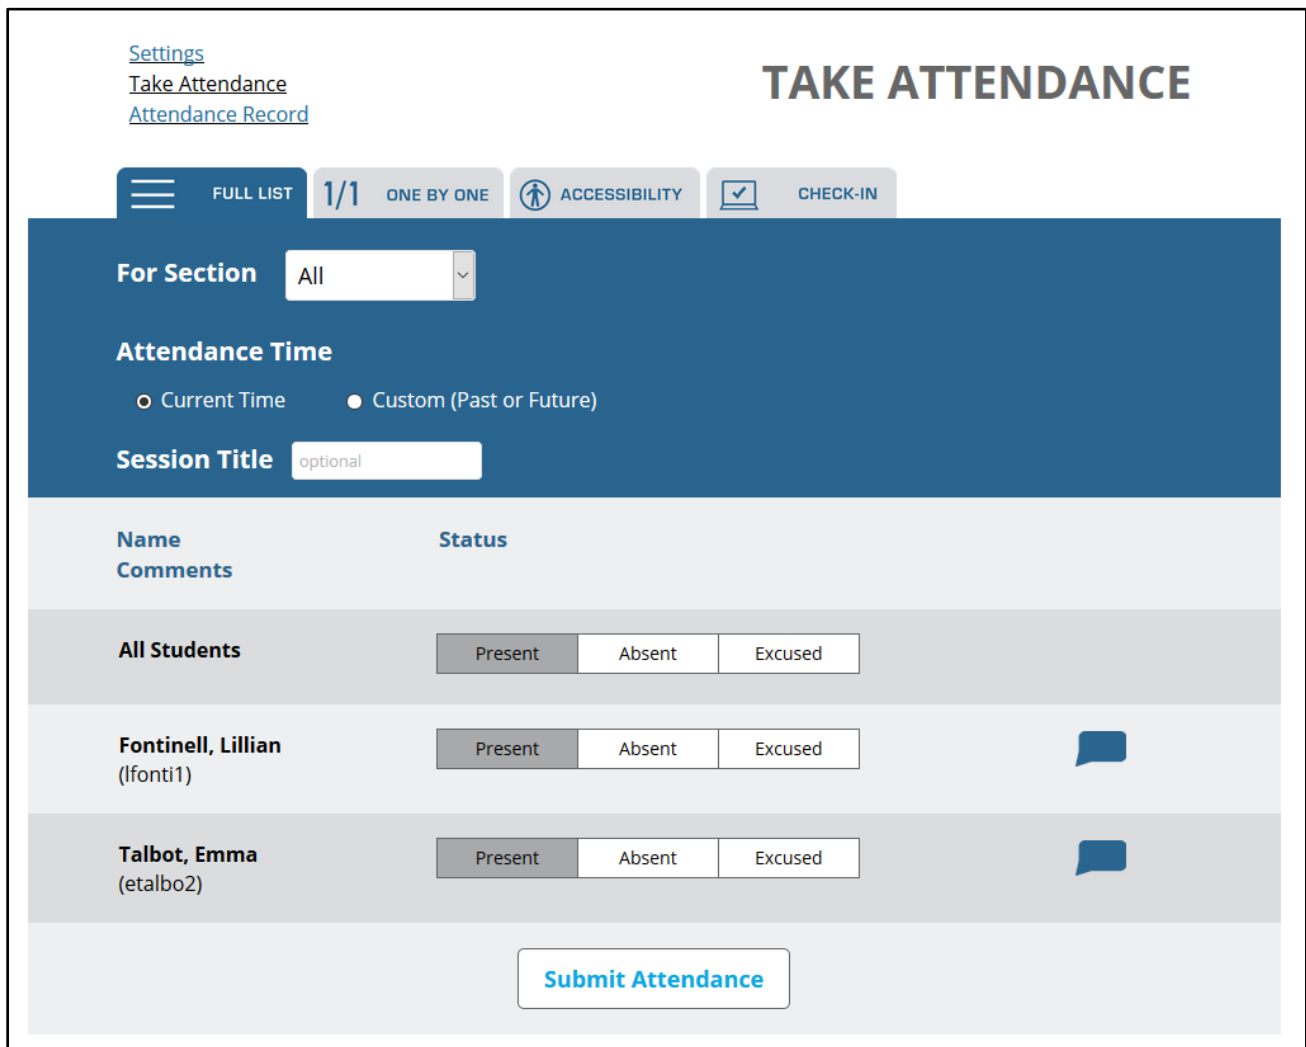 Settings
Take Attendance
Attendance Record
TAKE ATTENDANCE
FULL LIST
1/1 ONE BY ONE
ACCESSIBILITY
CHECK-IN
For Section All
Attendance Time
Current Time Custom (Past or Future)
Session Title optional
Name Status
Comments
All Students Present Absent Excused
Fontinell, Lillian Present Absent Excused
(lfonti1)
Talbot, Emma Present Absent Excused
(etalbo2)
Submit Attendance